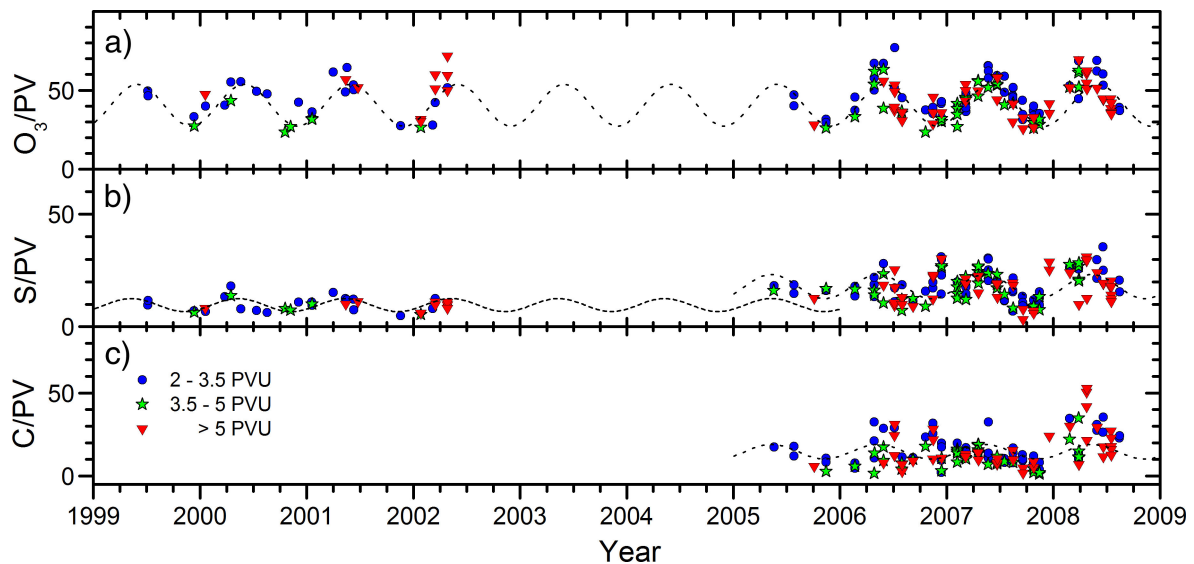 a)
O3/PV
50
0
b)
S/PV
50
0
c)
C/PV
50
0
2 - 3.5 PVU
3.5 - 5 PVU
> 5 PVU
1999 2000 2001 2002 2003 2004 2005 2006 2007 2008 2009
Year